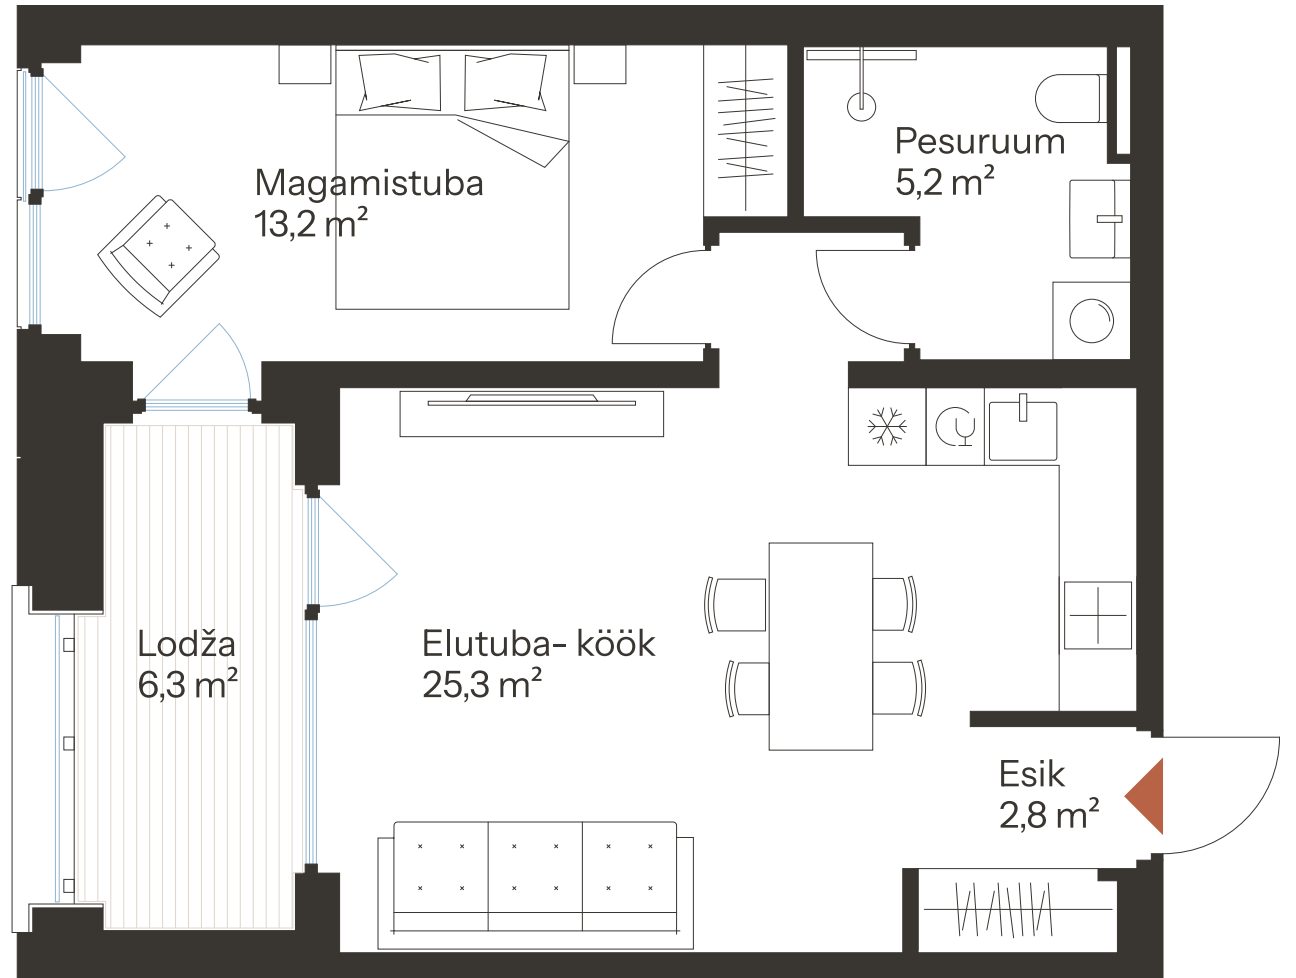 Magamistuba
13,2 m²
Pesuruum
5,2 m²
Lodža
6,3 m²
Elutuba- köök
25,3 m²
Esik
2,8 m²